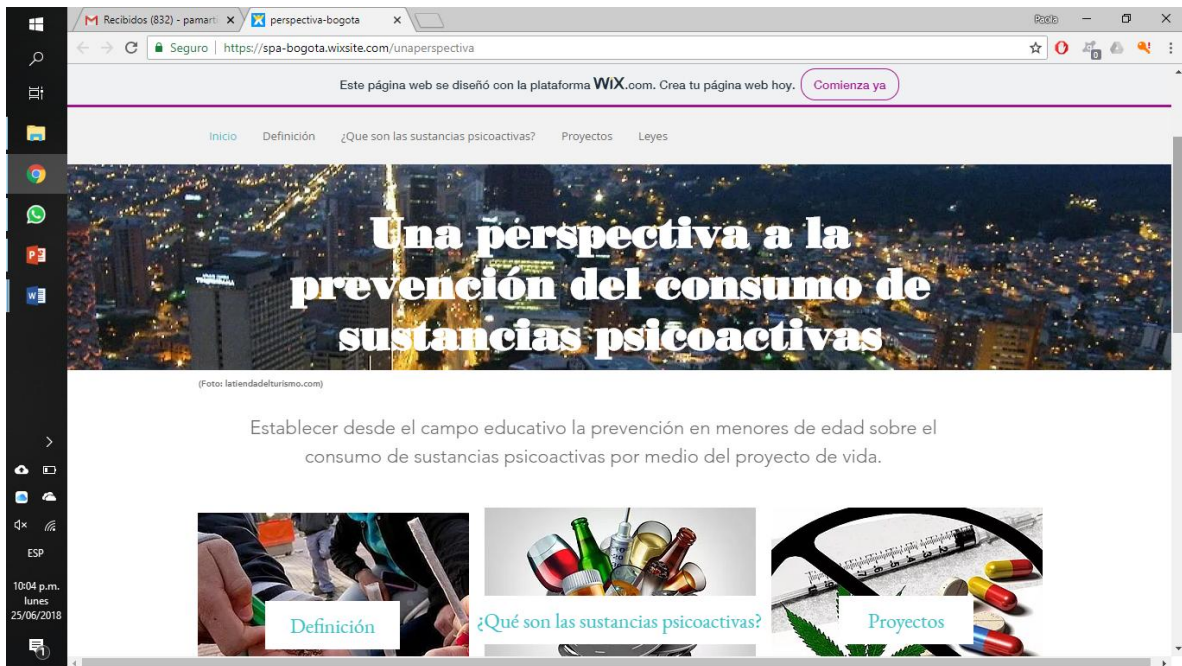 Recibidos (832) - pamarti
perspectiva-bogota
Paola
Seguro
https://spa-bogota.wixsite.com/unaperspectiva
0
Este página web se diseñó con la plataforma WiX.com. Crea tu página web hoy.
Comienza ya
Inicio
Definición
¿Que son las sustancias psicoactivas?
Proyectos
Leyes
Una perspectiva a la
prevención del consumo de
sustancias psicoactivas
(Foto: latiendadelturismo.com)
Establecer desde el campo educativo la prevención en menores de edad sobre el
consumo de sustancias psicoactivas por medio del proyecto de vida.
Definición
¿Qué son las sustancias psicoactivas?
Proyectos
ESP
10:04 p.m.
lunes
25/06/2018
1